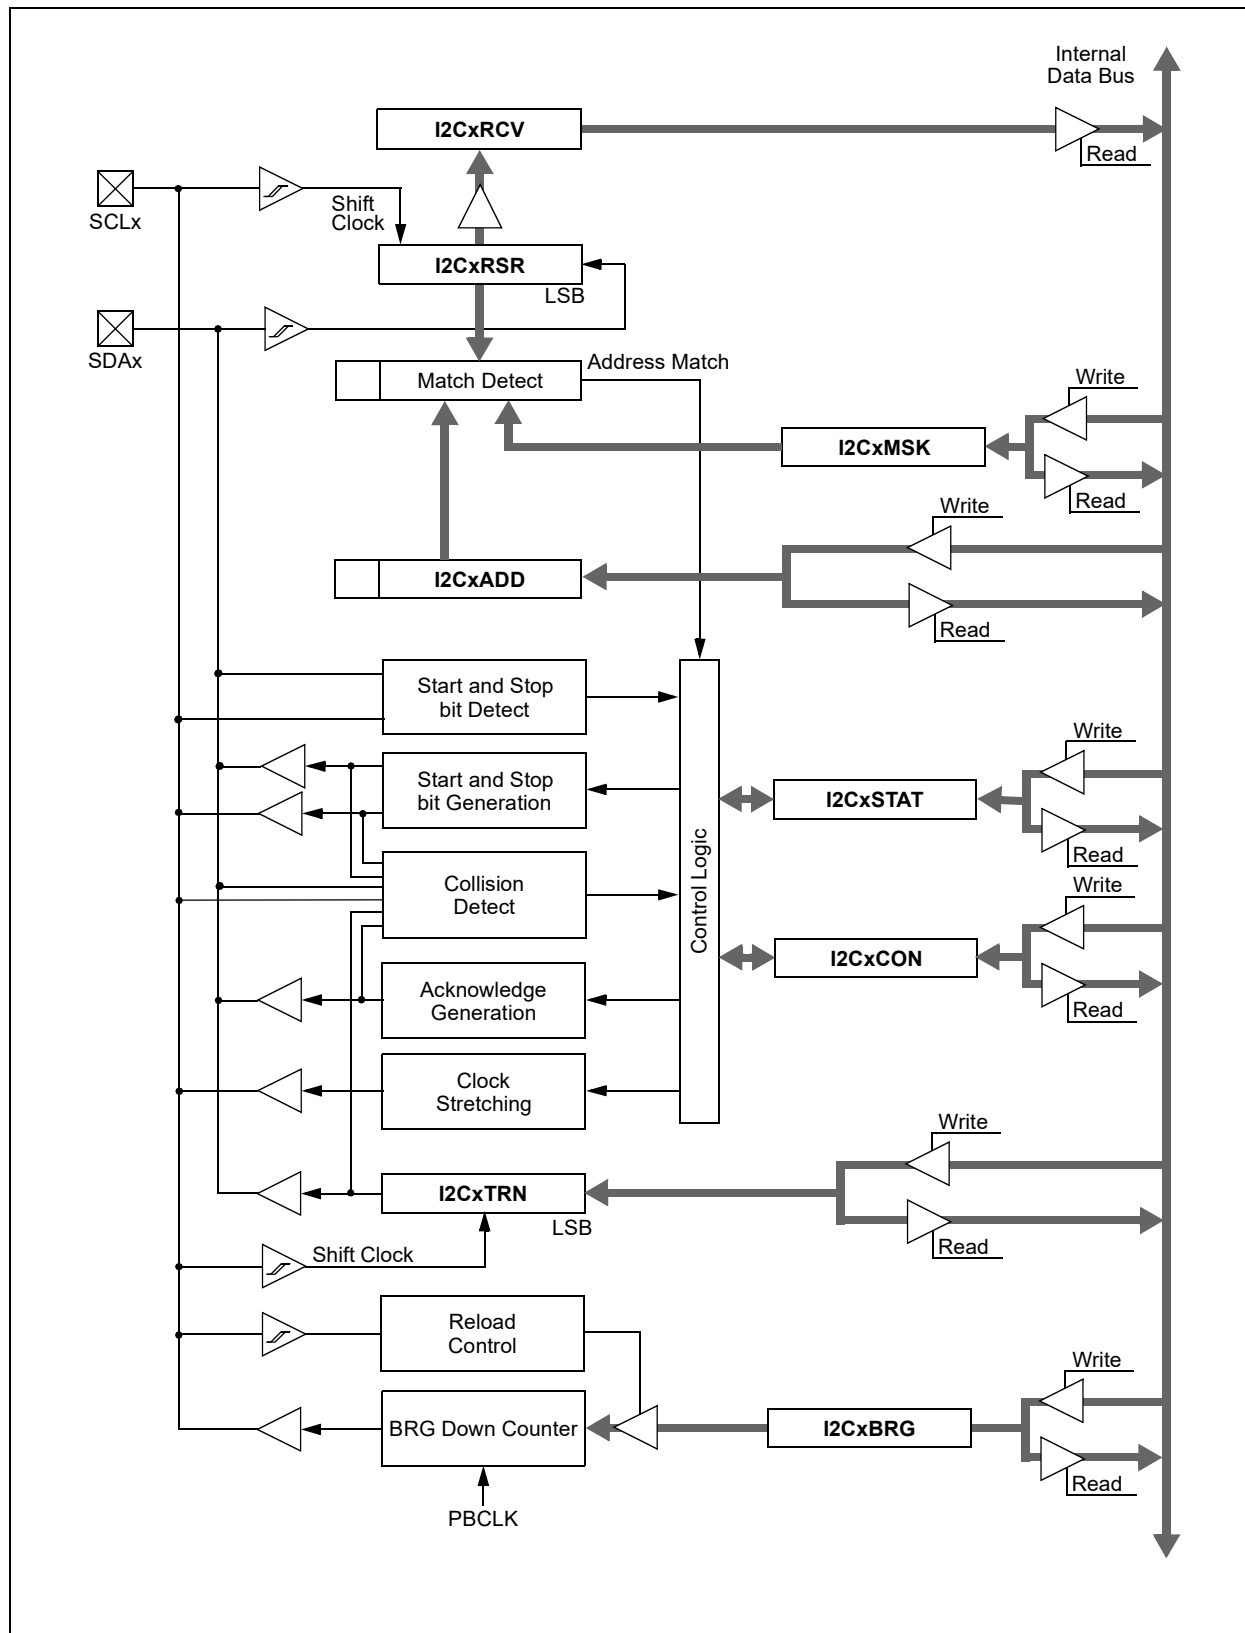 Internal
Data Bus
I2CxRCV
Read
SCLx
Shift
Clock
I2CxRSR
LSB
SDAx
Match Detect
Address Match
Write
I2CxMSK
Read
Write
I2CxADD
Read
Start and Stop
bit Detect
Control Logic
Write
Start and Stop
bit Generation
I2CxSTAT
Read
Collision
Detect
Write
I2CxCON
Acknowledge
Generation
Read
Clock
Stretching
Write
I2CxTRN
LSB
Read
Shift Clock
Reload
Control
Write
BRG Down Counter
I2CxBRG
Read
PBCLK